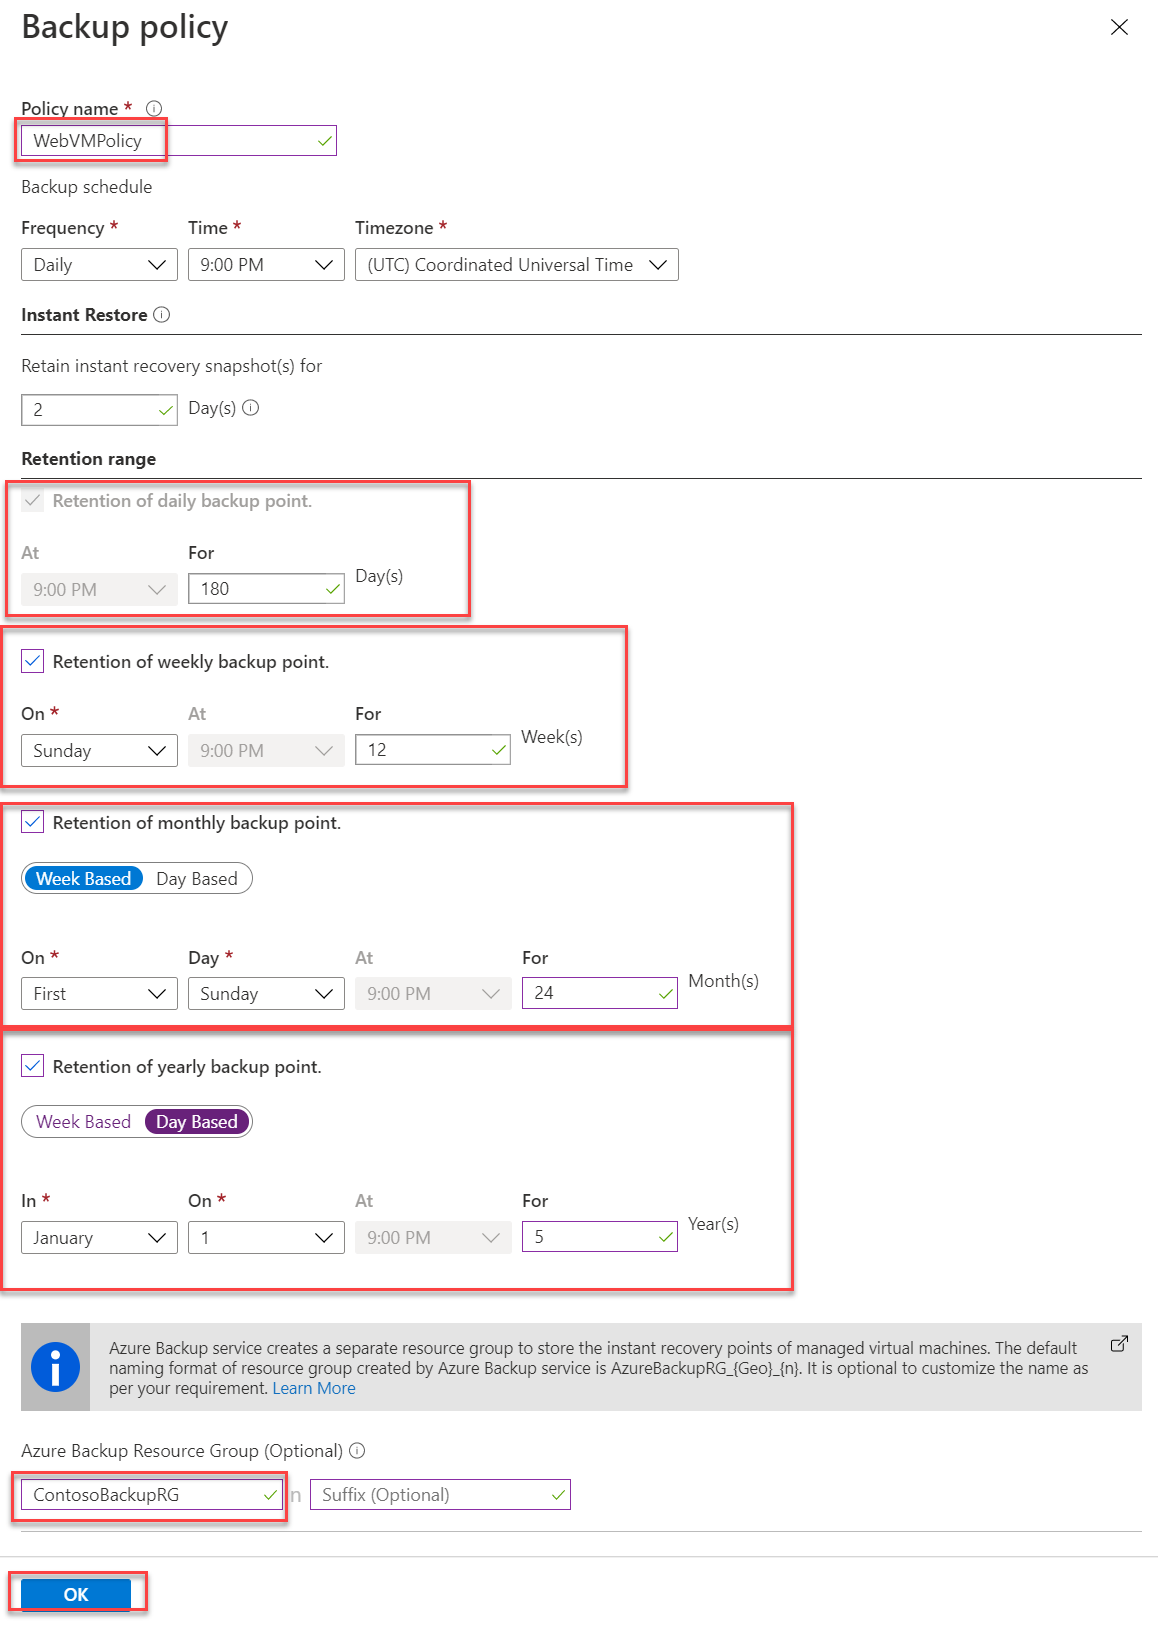 Backup policy
Policy name *
WebVMPolicy
Backup schedule
Frequency * Time * Timezone *
Daily 9:00 PM (UTC) Coordinated Universal Time
Instant Restore
Retain instant recovery snapshot(s) for
2 Day(s)
Retention range
Retention of daily backup point.
At For
9:00 PM 180 Day(s)
Retention of weekly backup point.
On * At For
Sunday 9:00 PM 12 Week(s)
Retention of monthly backup point.
Week Based Day Based
On * Day * At For
First Sunday 9:00 PM 24 Month(s)
Retention of yearly backup point.
Week Based Day Based
In * On * At For
January 1 9:00 PM 5 Year(s)
Azure Backup service creates a separate resource group to store the instant recovery points of managed virtual machines. The default
naming format of resource group created by Azure Backup service is AzureBackupRG_{Geo}_{n}. It is optional to customize the name as
per your requirement. Learn More
Azure Backup Resource Group (Optional)
ContosoBackupRG n Suffix (Optional)
OK